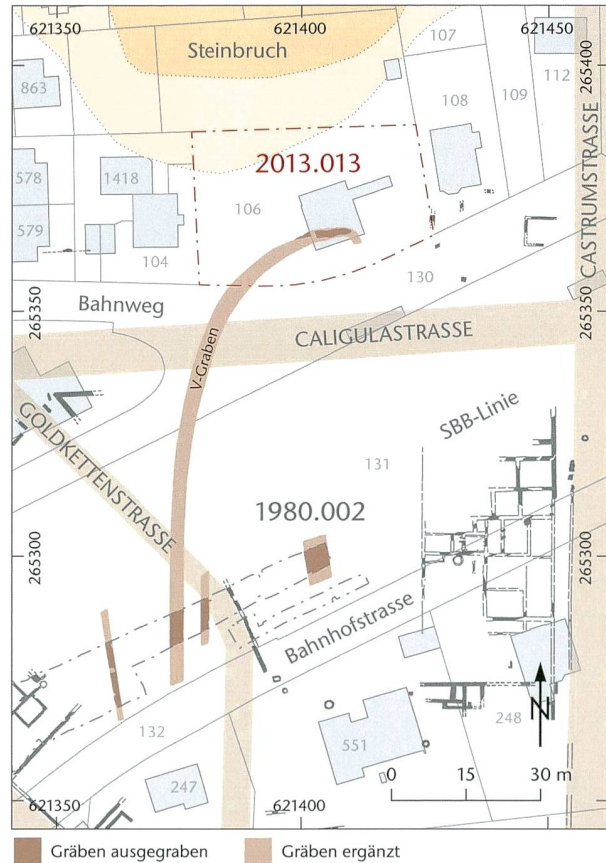 621350
621400
621450
Steinbruch
107
265400
863
112
109
108
2013.013
578
1418
106
CASTRUMSTRASSE
579
104
130
265350
Bahnweg
265350
CALIGULASTRASSE
V-Graben
SBB-Linie
GOLDKETTENSTRASSE
131
1980.002
265300
265300
Bahnhofstrasse
132
248
N
551
247
0 15 30 m
621350
621400
Gräben ausgegraben
Gräben ergänzt